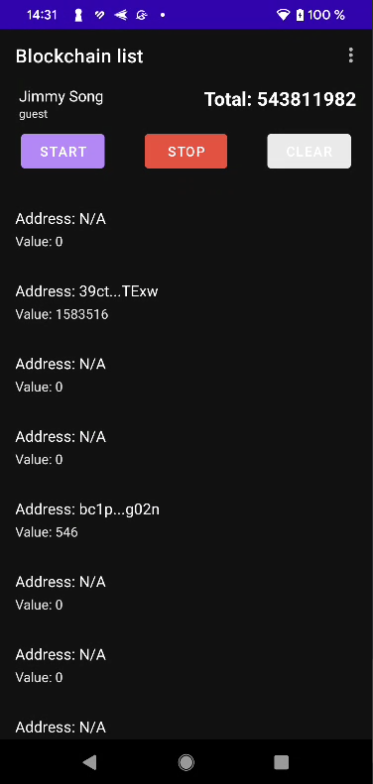 14:31
100 %
Blockchain list
Jimmy Song
guest
Total: 543811982
START
STOP
CLEAR
Address: N/A
Value: 0
Address: 39ct...TExw
Value: 1583516
Address: N/A
Value: 0
Address: N/A
Value: 0
Address: bc1p...g02n
Value: 546
Address: N/A
Value: 0
Address: N/A
Value: 0
Address: N/A